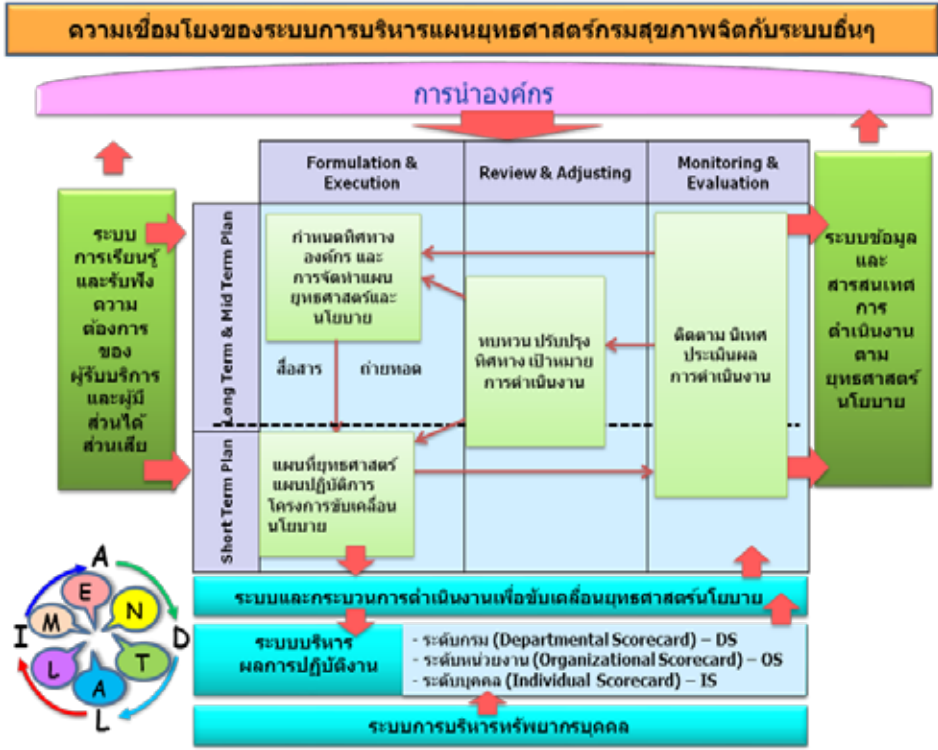 ความเชื่อมโยงของระบบการบริหารแผนยุทธศาสตร์กรมสุขภาพจิตกับระบบอื่นๆ
การนำองค์กร
Formulation &
Execution
Review & Adjusting
Monitoring &
Evaluation
ระบบ
การเรียนรู้
และรับฟัง
ความ
ต้องการ
ของ
ผู้รับบริการ
และผู้มี
ส่วนได้
ส่วนเสีย
Long Term & Mid Term Plan
กำหนดทิศทาง
องค์กร และ
การจัดทำแผน
ยุทธศาสตร์และ
นโยบาย
สื่อสาร
ถ่ายทอด
ทบทวน ปรับปรุง
ทิศทาง เป้าหมาย
การดำเนินงาน
ติดตาม นิเทศ
ประเมินผล
การดำเนินงาน
ระบบข้อมูล
และ
สารสนเทศ
การ
ดำเนินงาน
ตาม
ยุทธศาสตร์
นโยบาย
Short Term Plan
แผนที่ยุทธศาสตร์
แผนปฏิบัติการ
โครงการขับเคลื่อน
นโยบาย
ระบบและกระบวนการดำเนินงานเพื่อขับเคลื่อนยุทธศาสตร์นโยบาย
ระบบบริหาร
ผลการปฏิบัติงาน
- ระดับกรม (Departmental Scorecard) – DS
- ระดับหน่วยงาน (Organizational Scorecard) – OS
- ระดับบุคคล (Individual Scorecard) – IS
ระบบการบริหารทรัพยากรบุคคล
A
D
L
I
M
E
N
T
A
L